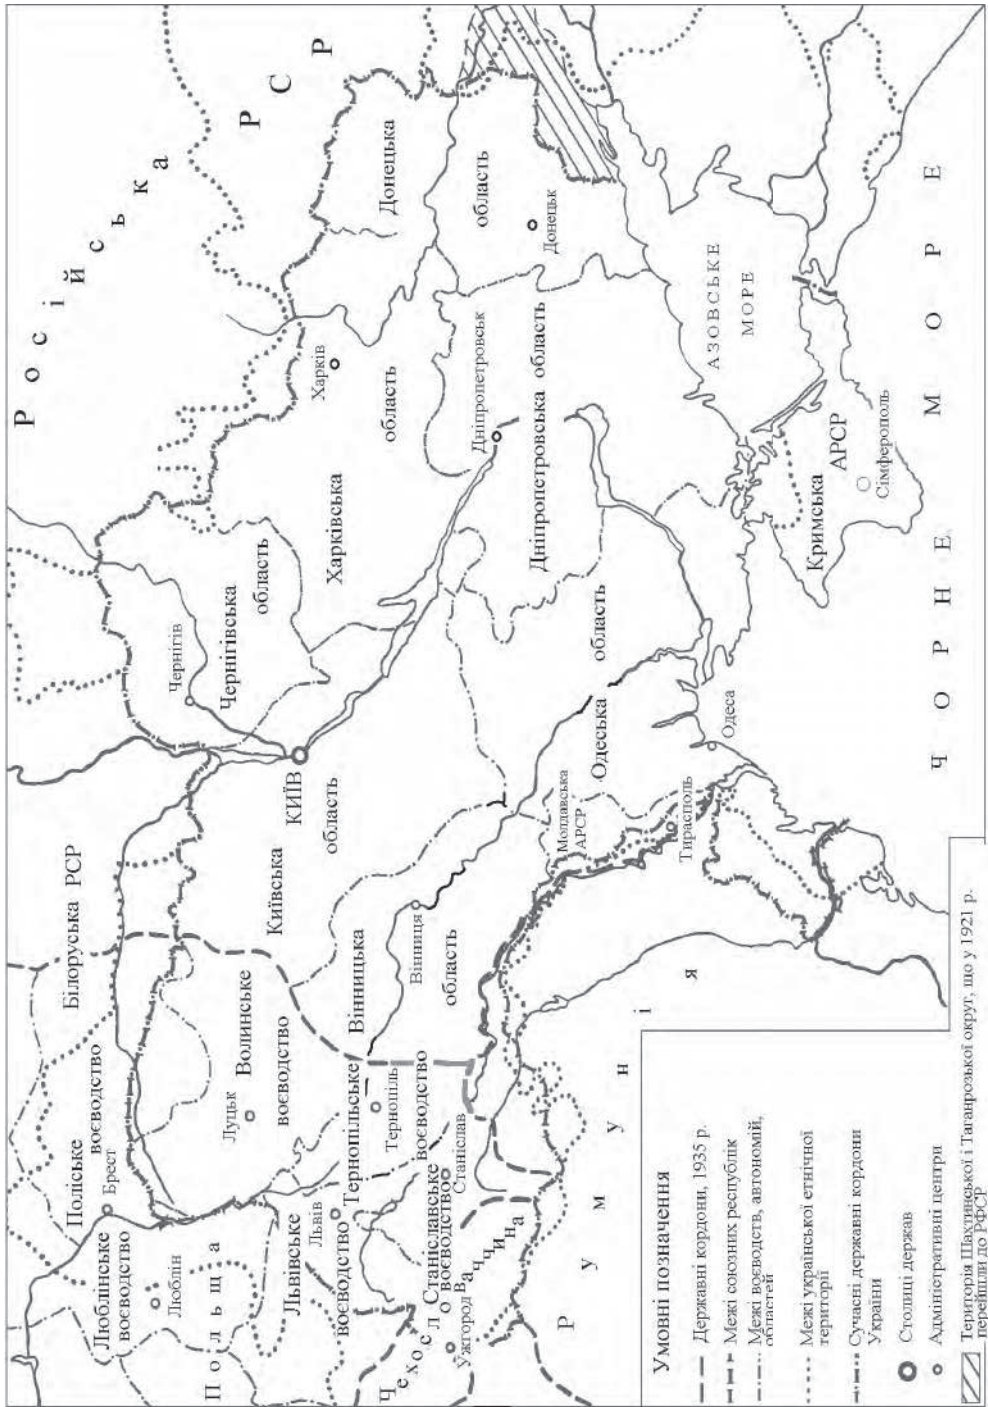 Російська РСР
Білоруська РСР
Поліське
воєводство
Брест
Люблінське
воєводство
Люблін
Польща
Волинське
воєводство
Луцьк
Львівське
воєводство
Львів
Тернопільське
воєводство
Тернопіль
Станіславське
воєводство
Станіслав
Чехословаччина
Ужгород
Румунія
Чернігів
Чернігівська
область
КИЇВ
Київська
область
Вінницька
область
Вінниця
Харків
Харківська
область
область
Донецька
область
Донецьк
Дніпропетровськ
Дніпропетровська область
Одеська
область
Одеса
Молдавська
АРСР
Тирасполь
Кримська
АРСР
Сімферополь
АЗОВСЬКЕ
МОРЕ
ЧОРНЕ МОРЕ
Умовні позначення
Державні кордони, 1935 р.
Межі союзних республік
Межі воєводств, автономій,
областей
Межі української етнічної
території
Сучасні державні кордони
України
Столиці держав
Адміністративні центри
Територія Шахтинської і Таганрозької округ, що у 1921 р.
перейшли до РФСР